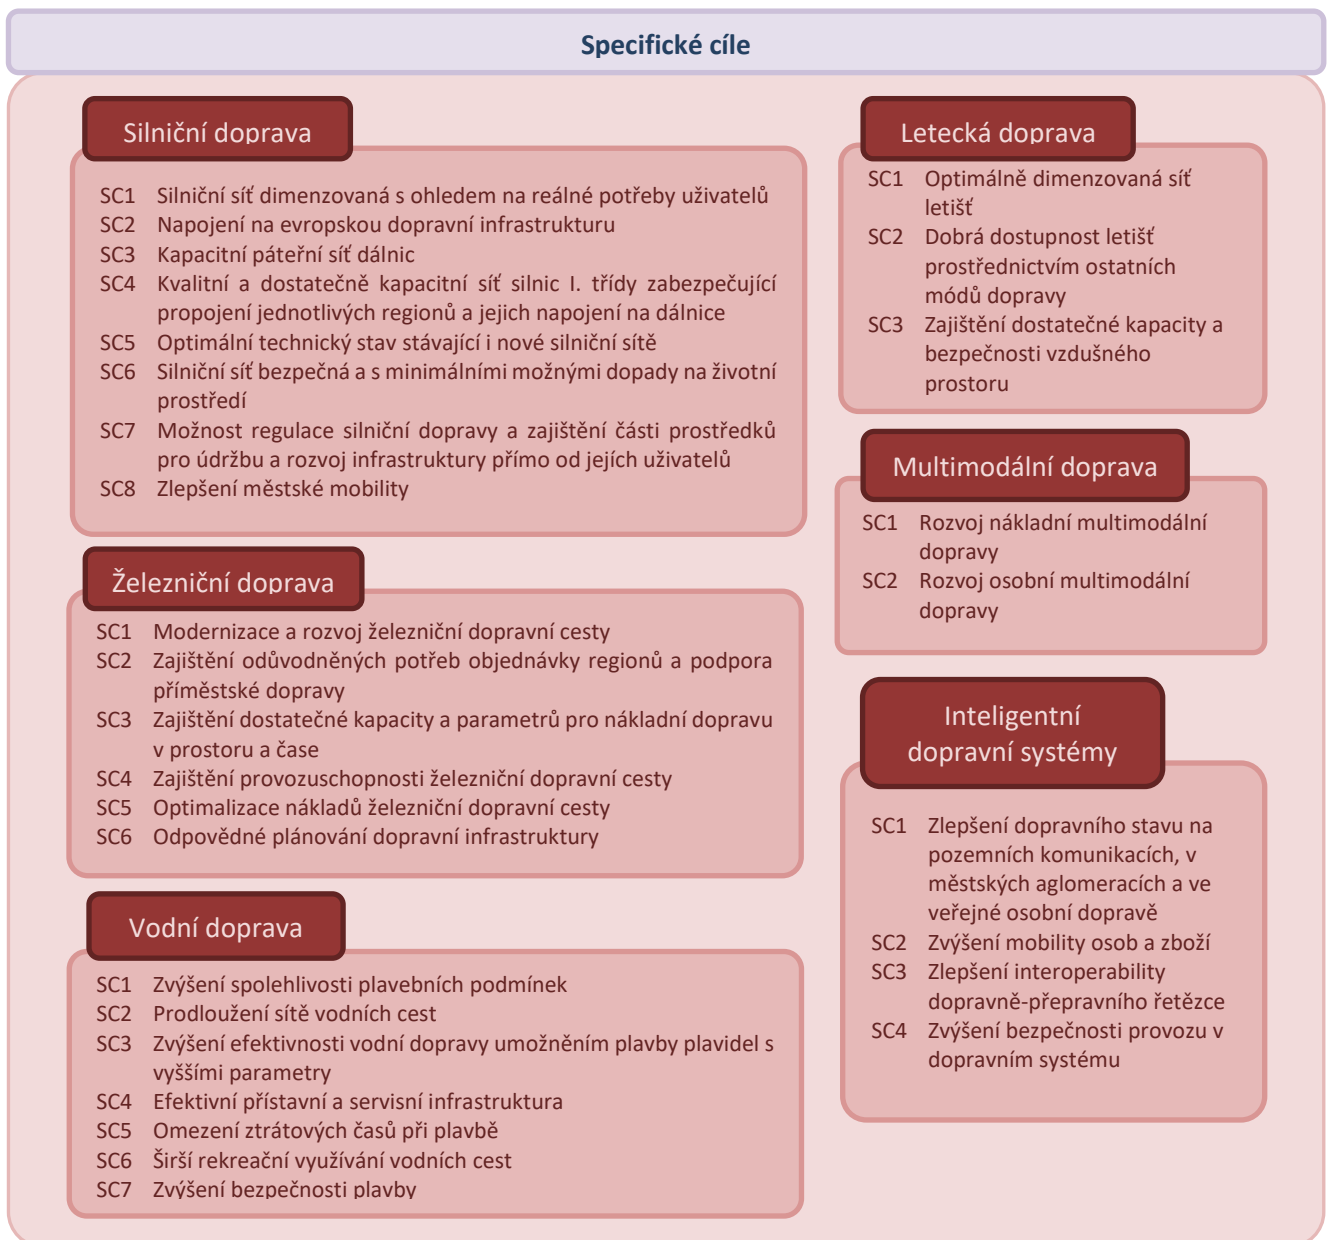 Specifické cíle
Silniční doprava
SC1 Silniční síť dimenzovaná s ohledem na reálné potřeby uživatelů
SC2 Napojení na evropskou dopravní infrastrukturu
SC3 Kapacitní páteřní síť dálnic
SC4 Kvalitní a dostatečně kapacitní síť silnic I. třídy zabezpečující
propojení jednotlivých regionů a jejich napojení na dálnice
SC5 Optimální technický stav stávající i nové silniční sítě
SC6 Silniční síť bezpečná a s minimálními možnými dopady na životní
prostředí
SC7 Možnost regulace silniční dopravy a zajištění části prostředků
pro údržbu a rozvoj infrastruktury přímo od jejích uživatelů
SC8 Zlepšení městské mobility
Železniční doprava
SC1 Modernizace a rozvoj železniční dopravní cesty
SC2 Zajištění odůvodněných potřeb objednávky regionů a podpora
příměstské dopravy
SC3 Zajištění dostatečné kapacity a parametrů pro nákladní dopravu
v prostoru a čase
SC4 Zajištění provozuschopnosti železniční dopravní cesty
SC5 Optimalizace nákladů železniční dopravní cesty
SC6 Odpovědné plánování dopravní infrastruktury
Vodní doprava
SC1 Zvýšení spolehlivosti plavebních podmínek
SC2 Prodloužení sítě vodních cest
SC3 Zvýšení efektivnosti vodní dopravy umožněním plavby plavidel s
vyššími parametry
SC4 Efektivní přístavní a servisní infrastruktura
SC5 Omezení ztrátových časů při plavbě
SC6 Širší rekreační využívání vodních cest
SC7 Zvýšení bezpečnosti plavby
Letecká doprava
SC1 Optimálně dimenzovaná síť
letišť
SC2 Dobrá dostupnost letišť
prostřednictvím ostatních
módů dopravy
SC3 Zajištění dostatečné kapacity a
bezpečnosti vzdušného
prostoru
Multimodální doprava
SC1 Rozvoj nákladní multimodální
dopravy
SC2 Rozvoj osobní multimodální
dopravy
Inteligentní
dopravní systémy
SC1 Zlepšení dopravního stavu na
pozemních komunikacích, v
městských aglomeracích a ve
veřejné osobní dopravě
SC2 Zvýšení mobility osob a zboží
SC3 Zlepšení interoperability
dopravně-přepravního řetězce
SC4 Zvýšení bezpečnosti provozu v
dopravním systému